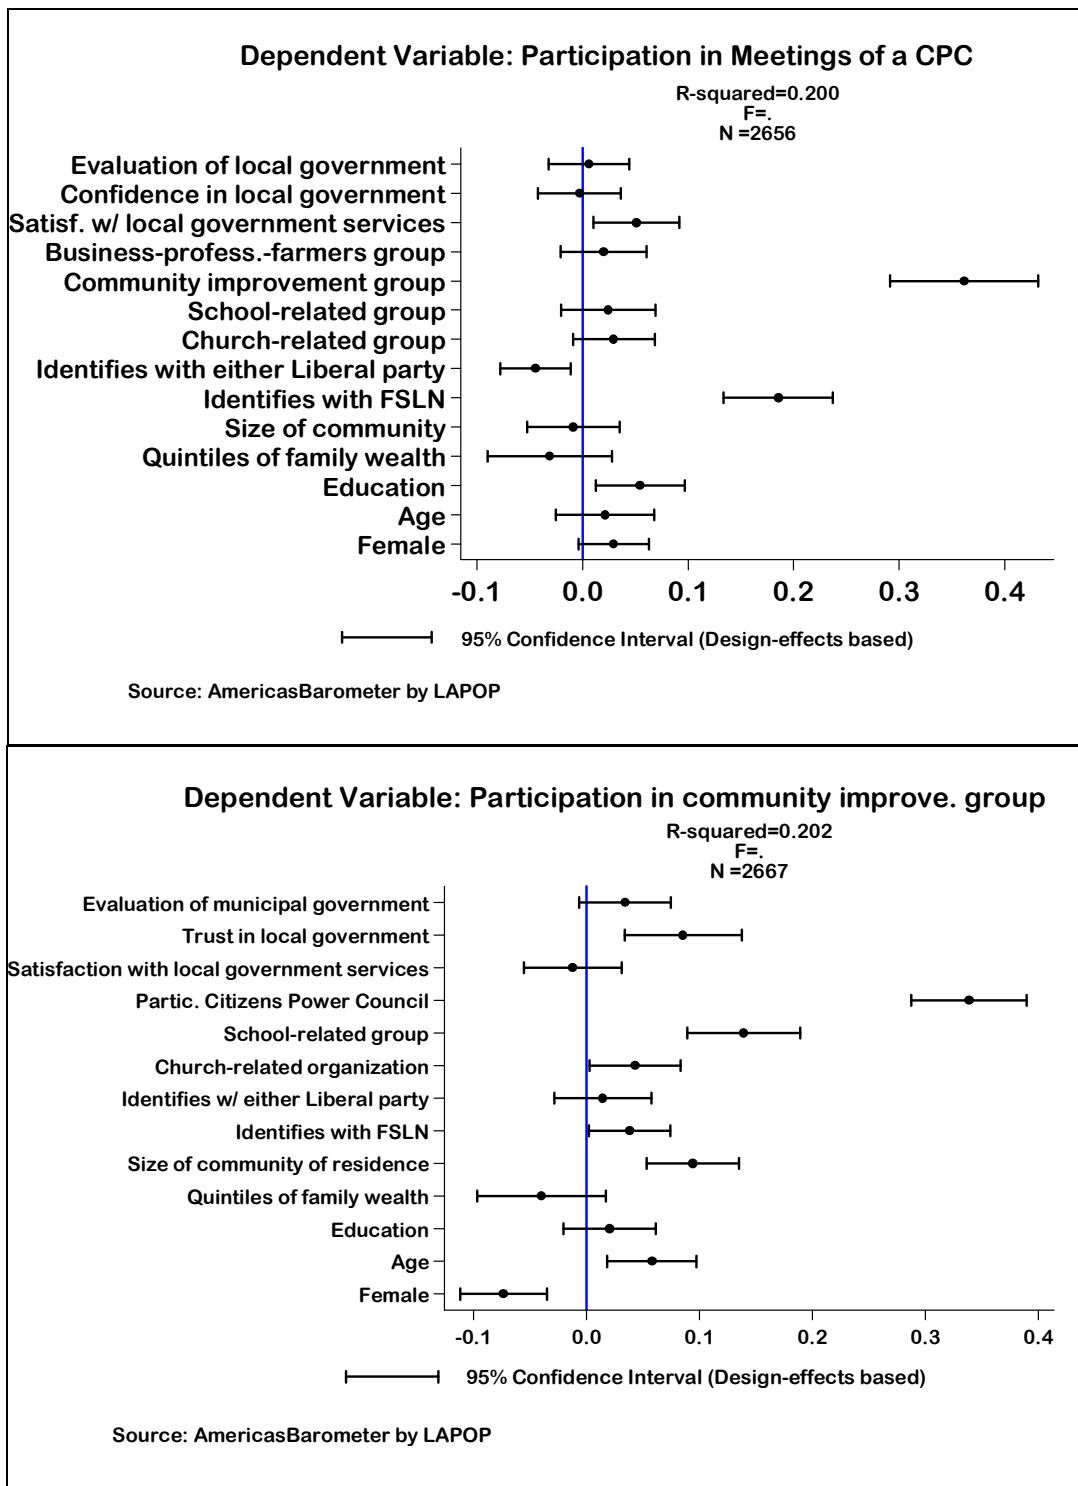 Dependent Variable: Participation in Meetings of a CPC
R-squared=0.200
F=.
N =2656
Evaluation of local government
Confidence in local government
Satisf. w/ local government services
Business-profess.-farmers group
Community improvement group
School-related group
Church-related group
Identifies with either Liberal party
Identifies with FSLN
Size of community
Quintiles of family wealth
Education
Age
Female
-0.1 0.0 0.1 0.2 0.3 0.4
95% Confidence Interval (Design-effects based)
Source: AmericasBarometer by LAPOP
Dependent Variable: Participation in community improve. group
R-squared=0.202
F=.
N =2667
Evaluation of municipal government
Trust in local government
Satisfaction with local government services
Partic. Citizens Power Council
School-related group
Church-related organization
Identifies w/ either Liberal party
Identifies with FSLN
Size of community of residence
Quintiles of family wealth
Education
Age
Female
-0.1 0.0 0.1 0.2 0.3 0.4
95% Confidence Interval (Design-effects based)
Source: AmericasBarometer by LAPOP